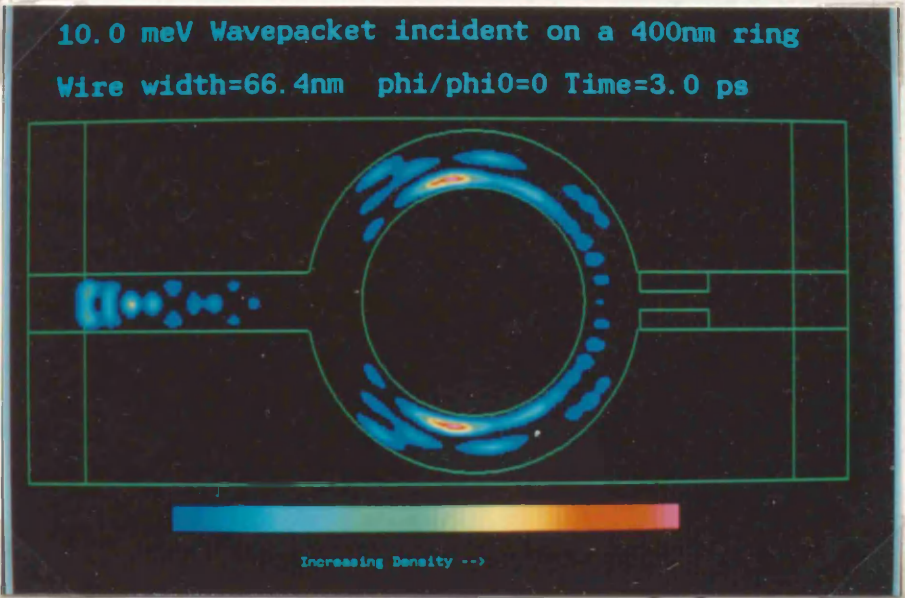 10.0 meV Wavepacket incident on a 400nm ring
Wire width=66.4nm phi/phi0=0 Time=3.0 ps
Increasing Density -->